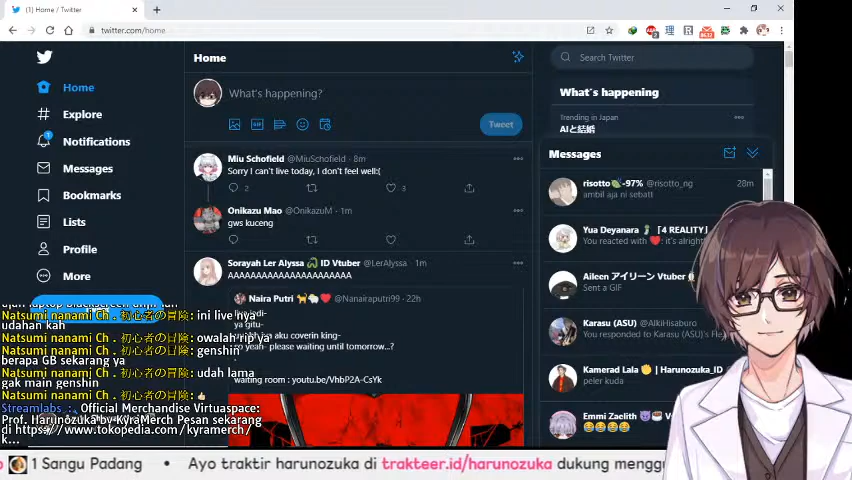 (1) Home / Twitter
twitter.com/home
Home
Explore
Notifications
Messages
Bookmarks
Lists
Profile
More
Home
What's happening?
Tweet
Miu Schofield @MiuSchofield · 8m
Sorry I can't live today, I don't feel well:(
2
3
Onikazu Mao @OnikazuM · 1m
gws kuceng
Sorayah Ler Alyssa ID Vtuber @LerAlyssa · 1m
AAAAAAAAAAAAAAAAAAAAAA
Naira Putri @Nanairaputri99 · 22h
waiting room : youtu.be/VhbP2A-CsYk
Search Twitter
What's happening
Trending in Japan
AIと結婚
Messages
risotto -97% @risotto_ng 28m
ambil aja ni sebatt
Yua Deyanara 「4 REALITY」
You reacted with : it's alright
Aileen アイリーン Vtuber
Sent a GIF
Karasu (ASU) @AlkiHisaburo
You responded to Karasu (ASU)'s Fle
Kamerad Lala | Harunozuka_ID
peler kuda
Emmi Zaelith
Natsumi nanami Ch . 初心者の冒険: ini live nya
udahan kah
Natsumi nanami Ch . 初心者の冒険: owalah rip ya
Natsumi nanami Ch . 初心者の冒険: genshin
berapa GB sekarang ya
Natsumi nanami Ch . 初心者の冒険: udah lama
gak main genshin
Natsumi nanami Ch . 初心者の冒険:
Streamlabs : Official Merchandise Virtuaspace:
Prof. Harunozuka by KyraMerch Pesan sekarang
di https://www.tokopedia.com/kyramerch/
k...
1 Sangu Padang • Ayo traktir harunozuka di trakteer.id/harunozuka dukung menggu